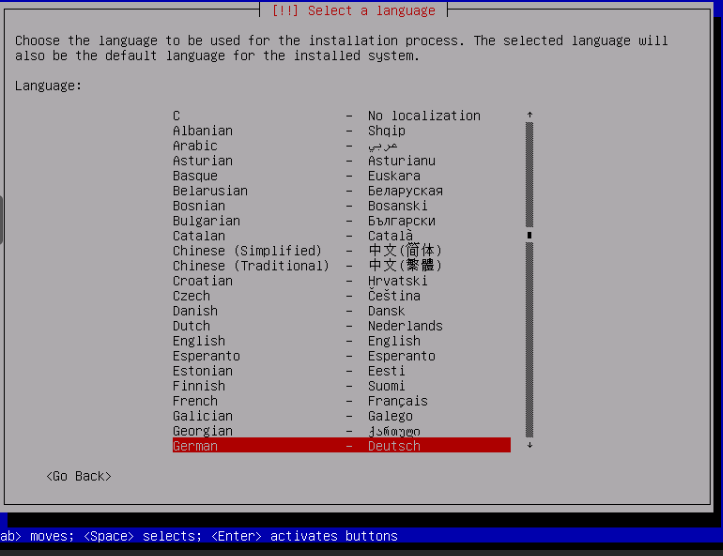 [!!] Select a language
Choose the language to be used for the installation process. The selected language will
also be the default language for the installed system.
Language:
C - No localization
Albanian - Shqip
Arabic - عربي
Asturian - Asturianu
Basque - Euskara
Belarusian - Беларуская
Bosnian - Bosanski
Bulgarian - Български
Catalan - Català
Chinese (Simplified) - 中文(简体)
Chinese (Traditional) - 中文(繁體)
Croatian - Hrvatski
Czech - Čeština
Danish - Dansk
Dutch - Nederlands
English - English
Esperanto - Esperanto
Estonian - Eesti
Finnish - Suomi
French - Français
Galician - Galego
Georgian - ქართული
German - Deutsch
<Go Back>
ab> moves; <Space> selects; <Enter> activates buttons